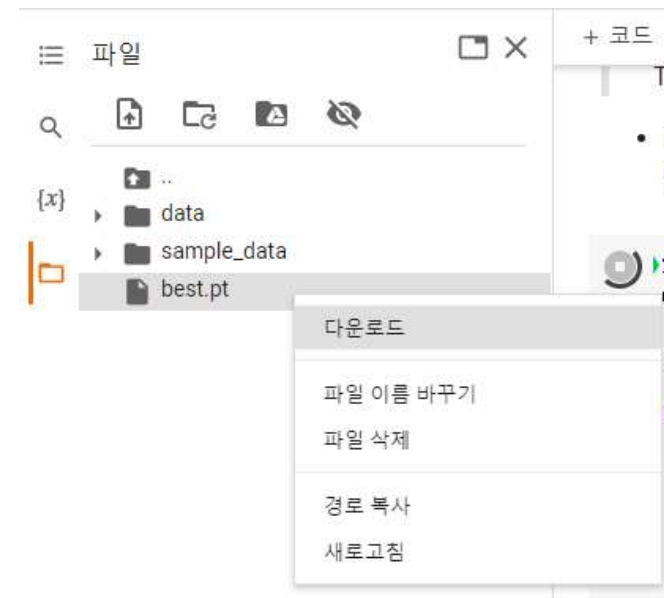 파일
+ 코드
{x}
..
data
sample_data
best.pt
다운로드
파일 이름 바꾸기
파일 삭제
경로 복사
새로고침